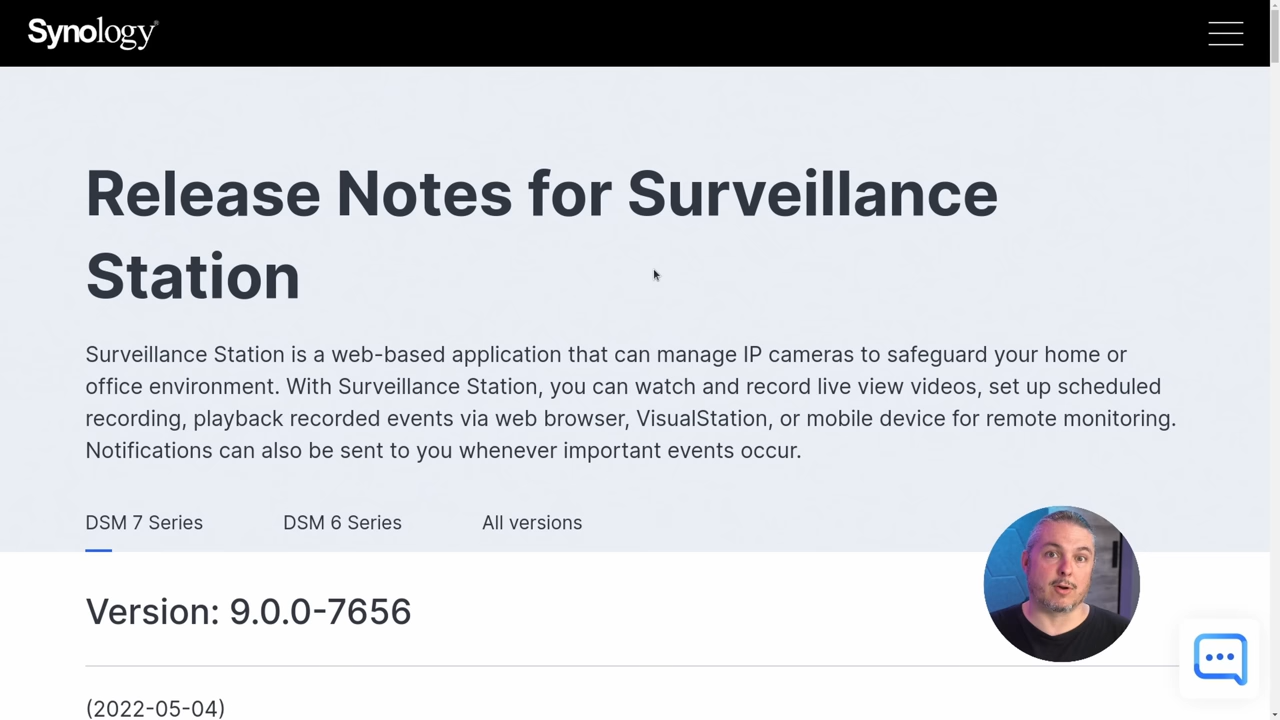 Synology®
Release Notes for Surveillance
Station
Surveillance Station is a web-based application that can manage IP cameras to safeguard your home or
office environment. With Surveillance Station, you can watch and record live view videos, set up scheduled
recording, playback recorded events via web browser, VisualStation, or mobile device for remote monitoring.
Notifications can also be sent to you whenever important events occur.
DSM 7 Series DSM 6 Series All versions
Version: 9.0.0-7656
(2022-05-04)